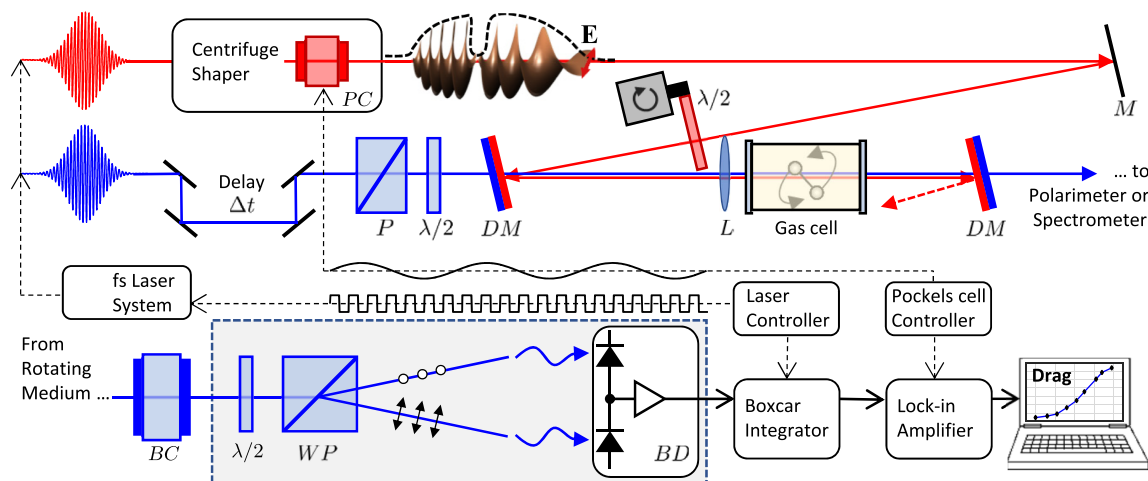 Centrifuge
Shaper
PC
E
λ/2
M
Delay
Δt
P
λ/2
DM
L
Gas cell
DM
... to
Polarimeter or
Spectrometer
fs Laser
System
Laser
Controller
Pockels cell
Controller
From
Rotating
Medium ...
BC
λ/2
WP
BD
Boxcar
Integrator
Lock-in
Amplifier
Drag